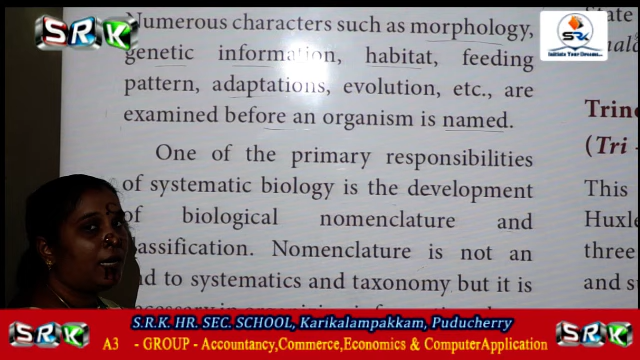 SRK
Numerous characters such as morphology,
genetic information, habitat, feeding
pattern, adaptations, evolution, etc., are
examined before an organism is named.
One of the primary responsibilities
of systematic biology is the development
of biological nomenclature and
classification. Nomenclature is not an
to systematics and taxonomy but it is
SRK
State
Trino
(Tri -
This
Huxle
three
and s
S.R.K. HR. SEC. SCHOOL, Karikalampakkam, Puducherry
SRK
SRK
A3 - GROUP - Accountancy,Commerce,Economics & ComputerApplication